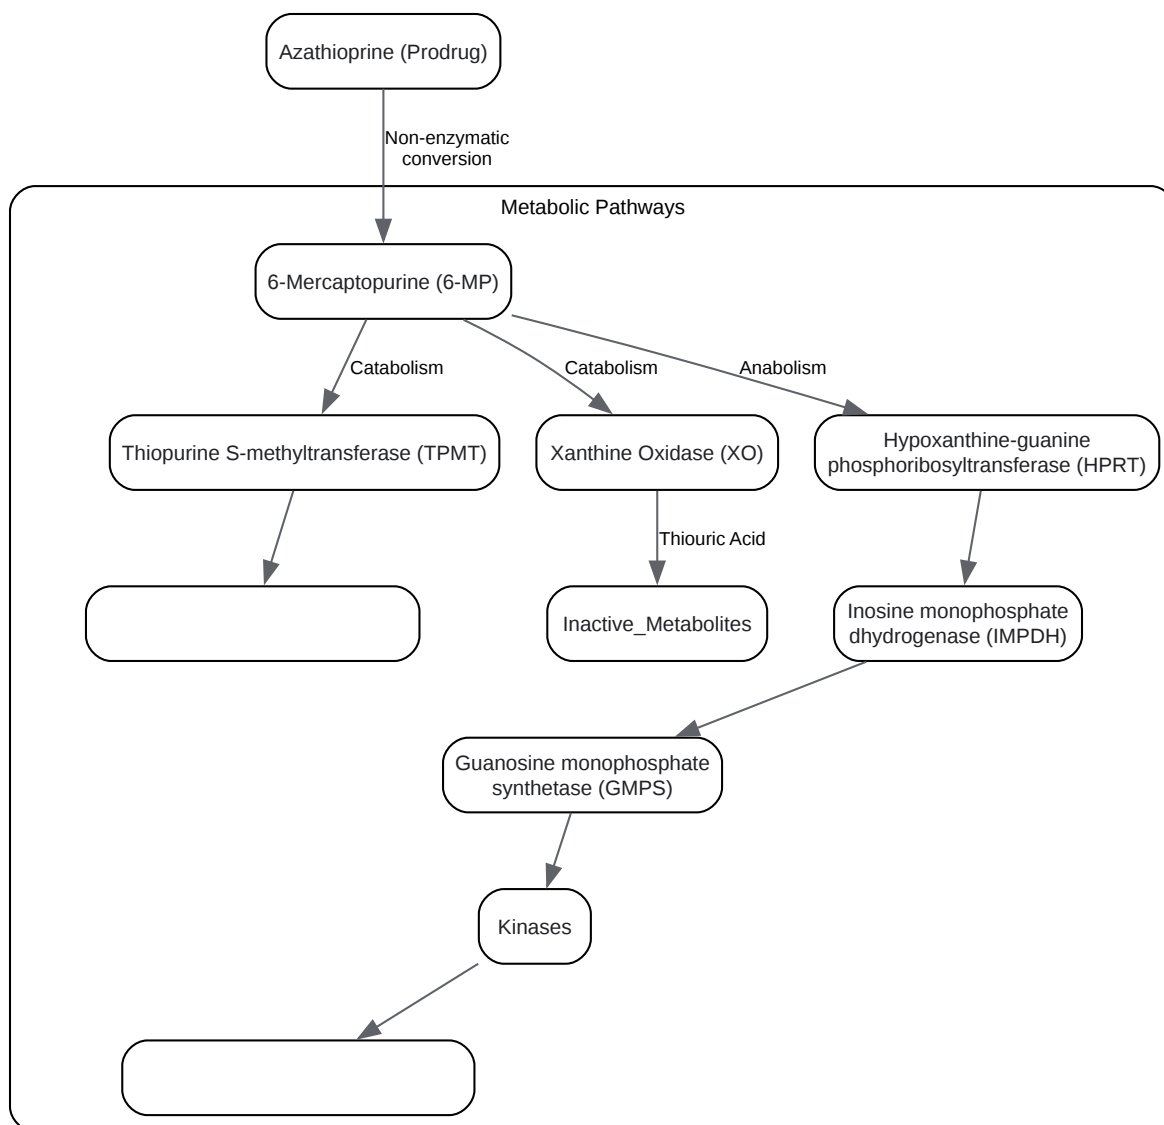 Azathioprine (Prodrug)
Non-enzymatic
conversion
Metabolic Pathways
6-Mercaptopurine (6-MP)
Catabolism
Catabolism
Anabolism
Thiopurine S-methyltransferase (TPMT)
Xanthine Oxidase (XO)
Hypoxanthine-guanine
phosphoribosyltransferase (HPRT)
Thiouric Acid
Inactive_Metabolites
Inosine monophosphate
dhydrogenase (IMPDH)
Guanosine monophosphate
synthetase (GMPS)
Kinases